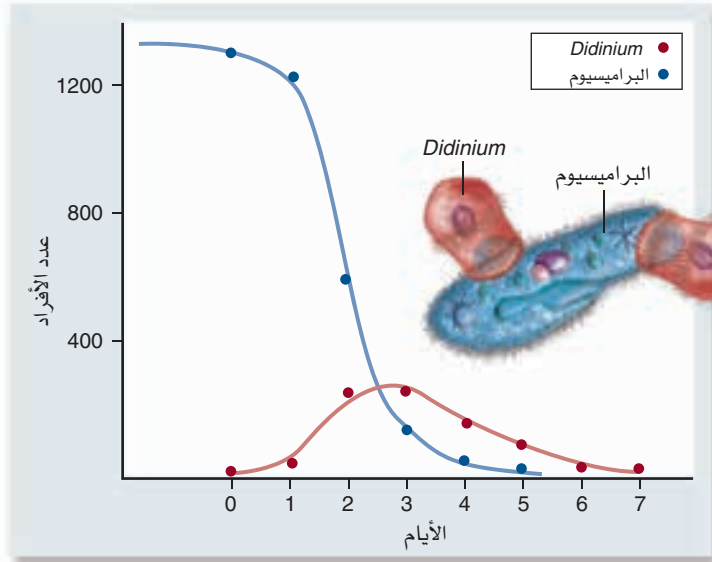 Didinium
البراميسيوم
Didinium
البراميسيوم
1200
800
400
عدد الأفراد
0 1 2 3 4 5 6 7
الأيام